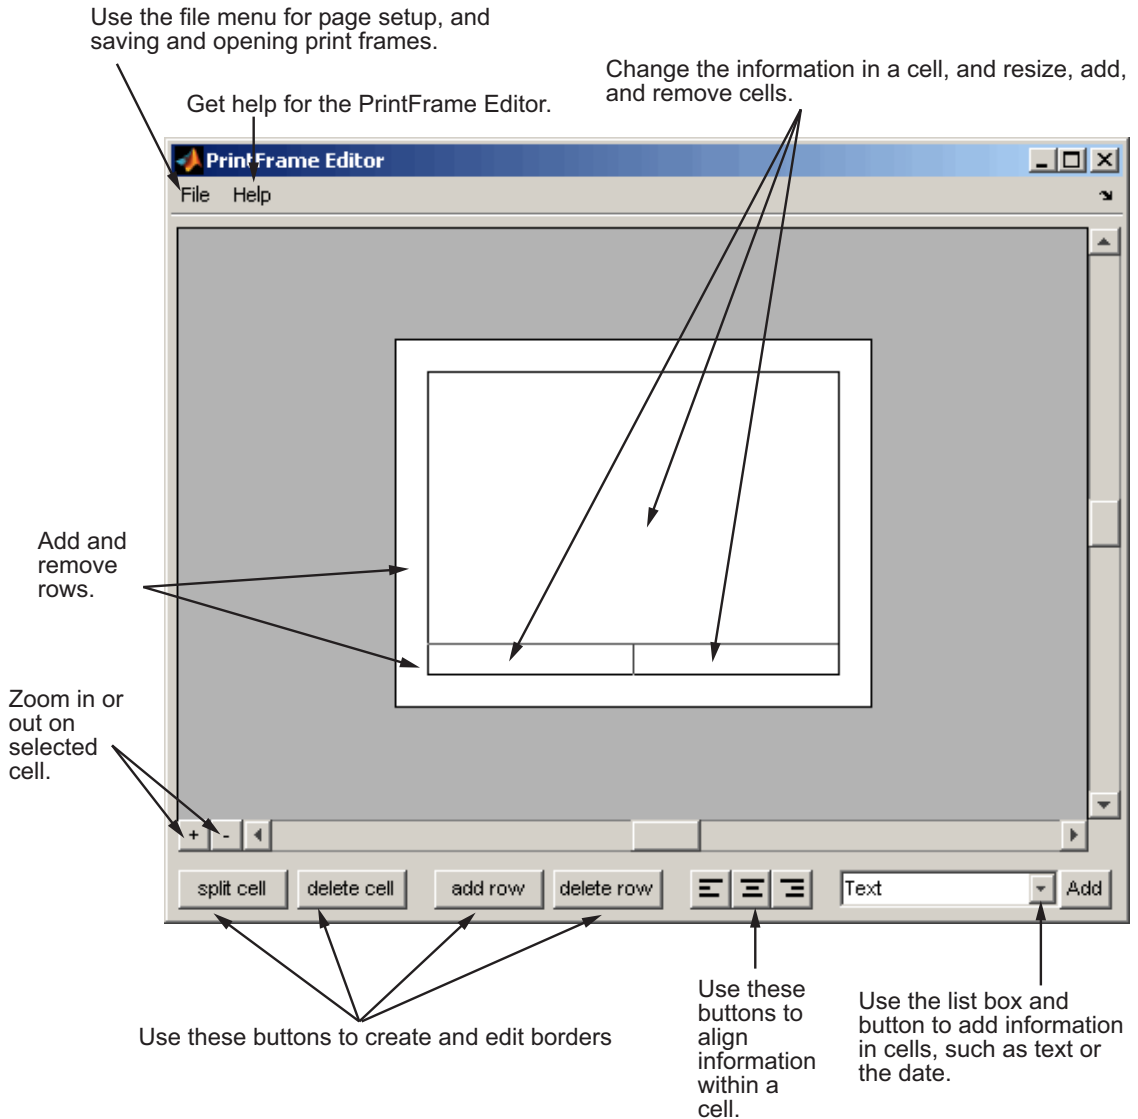 Use the file menu for page setup, and
saving and opening print frames.
Change the information in a cell, and resize, add,
and remove cells.
Get help for the PrintFrame Editor.
PrintFrame Editor
File Help
Add and
remove
rows.
Zoom in or
out on
selected
cell.
+ -
split cell delete cell add row delete row Text Add
Use these buttons to create and edit borders
Use these
buttons to
align
information
within a
cell.
Use the list box and
button to add information
in cells, such as text or
the date.